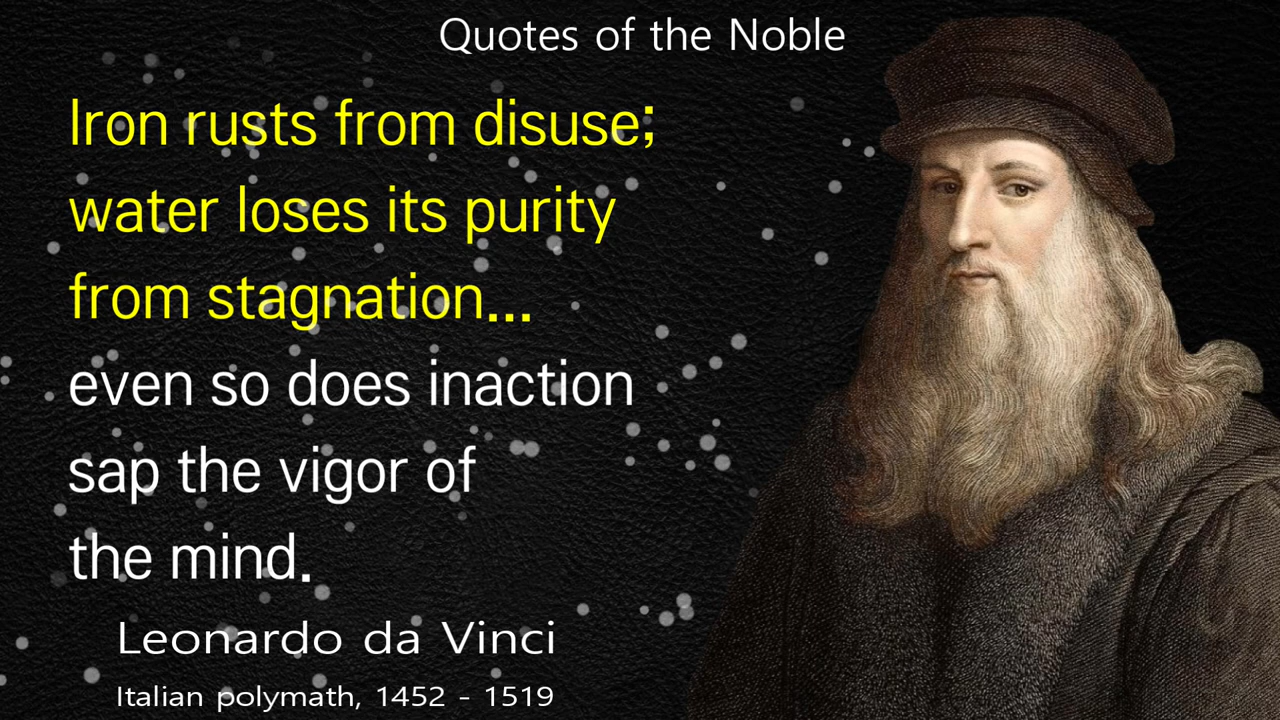 Quotes of the Noble
Iron rusts from disuse;
water loses its purity
from stagnation...
even so does inaction
sap the vigor of
the mind.
Leonardo da Vinci
Italian polymath, 1452 - 1519